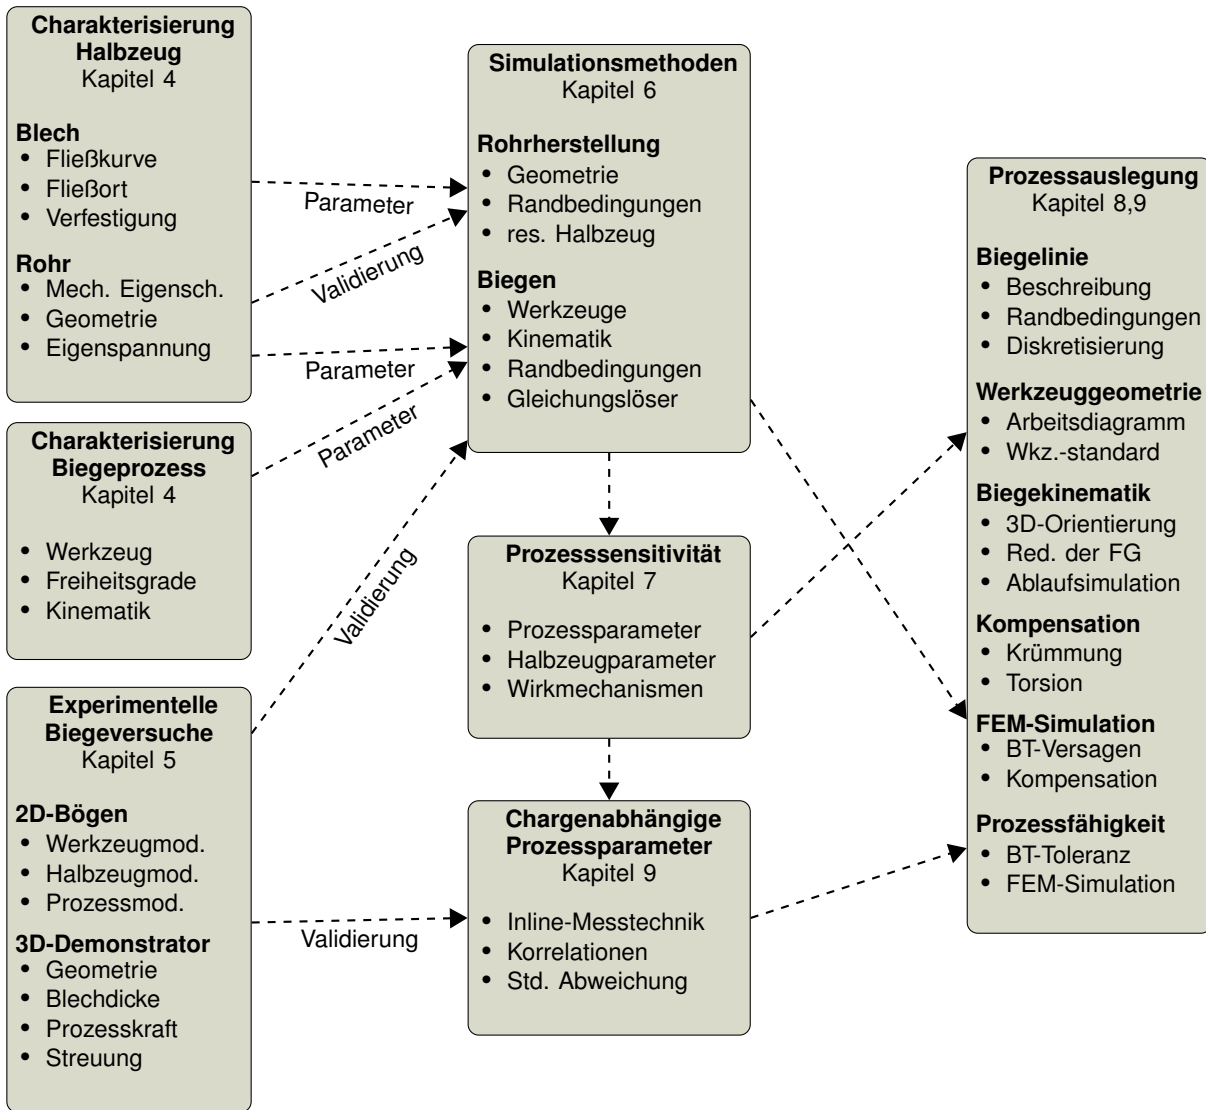 Charakterisierung
Halbzeug
Kapitel 4
Blech
• Fließkurve
• Fließort
• Verfestigung
Rohr
• Mech. Eigensch.
• Geometrie
• Eigenspannung
Charakterisierung
Biegeprozess
Kapitel 4
• Werkzeug
• Freiheitsgrade
• Kinematik
Experimentelle
Biegeversuche
Kapitel 5
2D-Bögen
• Werkzeugmod.
• Halbzeugmod.
• Prozessmod.
3D-Demonstrator
• Geometrie
• Blechdicke
• Prozesskraft
• Streuung
Parameter
Validierung
Parameter
Parameter
Validierung
Validierung
Simulationsmethoden
Kapitel 6
Rohrherstellung
• Geometrie
• Randbedingungen
• res. Halbzeug
Biegen
• Werkzeuge
• Kinematik
• Randbedingungen
• Gleichungslöser
Prozesssensitivität
Kapitel 7
• Prozessparameter
• Halbzeugparameter
• Wirkmechanismen
Chargenabhängige
Prozessparameter
Kapitel 9
• Inline-Messtechnik
• Korrelationen
• Std. Abweichung
Prozessauslegung
Kapitel 8,9
Biegelinie
• Beschreibung
• Randbedingungen
• Diskretisierung
Werkzeuggeometrie
• Arbeitsdiagramm
• Wkz.-standard
Biegekinematik
• 3D-Orientierung
• Red. der FG
• Ablaufsimulation
Kompensation
• Krümmung
• Torsion
FEM-Simulation
• BT-Versagen
• Kompensation
Prozessfähigkeit
• BT-Toleranz
• FEM-Simulation